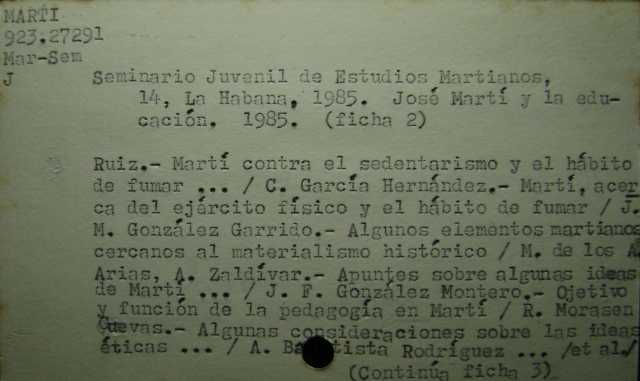 MARTI
923.27291
Mar-Sem
J Seminario Juvenil de Estudios Martianos,
14, La Habana, 1985. José Martí y la edu-
cación. 1985. (ficha 2)
Ruiz.- Martí contra el sedentarismo y el hábito
de fumar ... / C. García Hernández.- Martí, acer
ca del ejército físico y el hábito de fumar / J.
M. González Garrido.- Algunos elementos martianos
cercanos al materialismo histórico / M. de los A.
Arias, A. Zaldívar.- Apuntes sobre algunas ideas
de Martí ... / J. F. González Montero.- Ojetivo
y función de la pedagogía en Martí / R. Morasen
Cuevas.- Algunas consideraciones sobre las ideas
éticas ... / A. Rodríguez ... /et al./
(Continúa ficha 3)